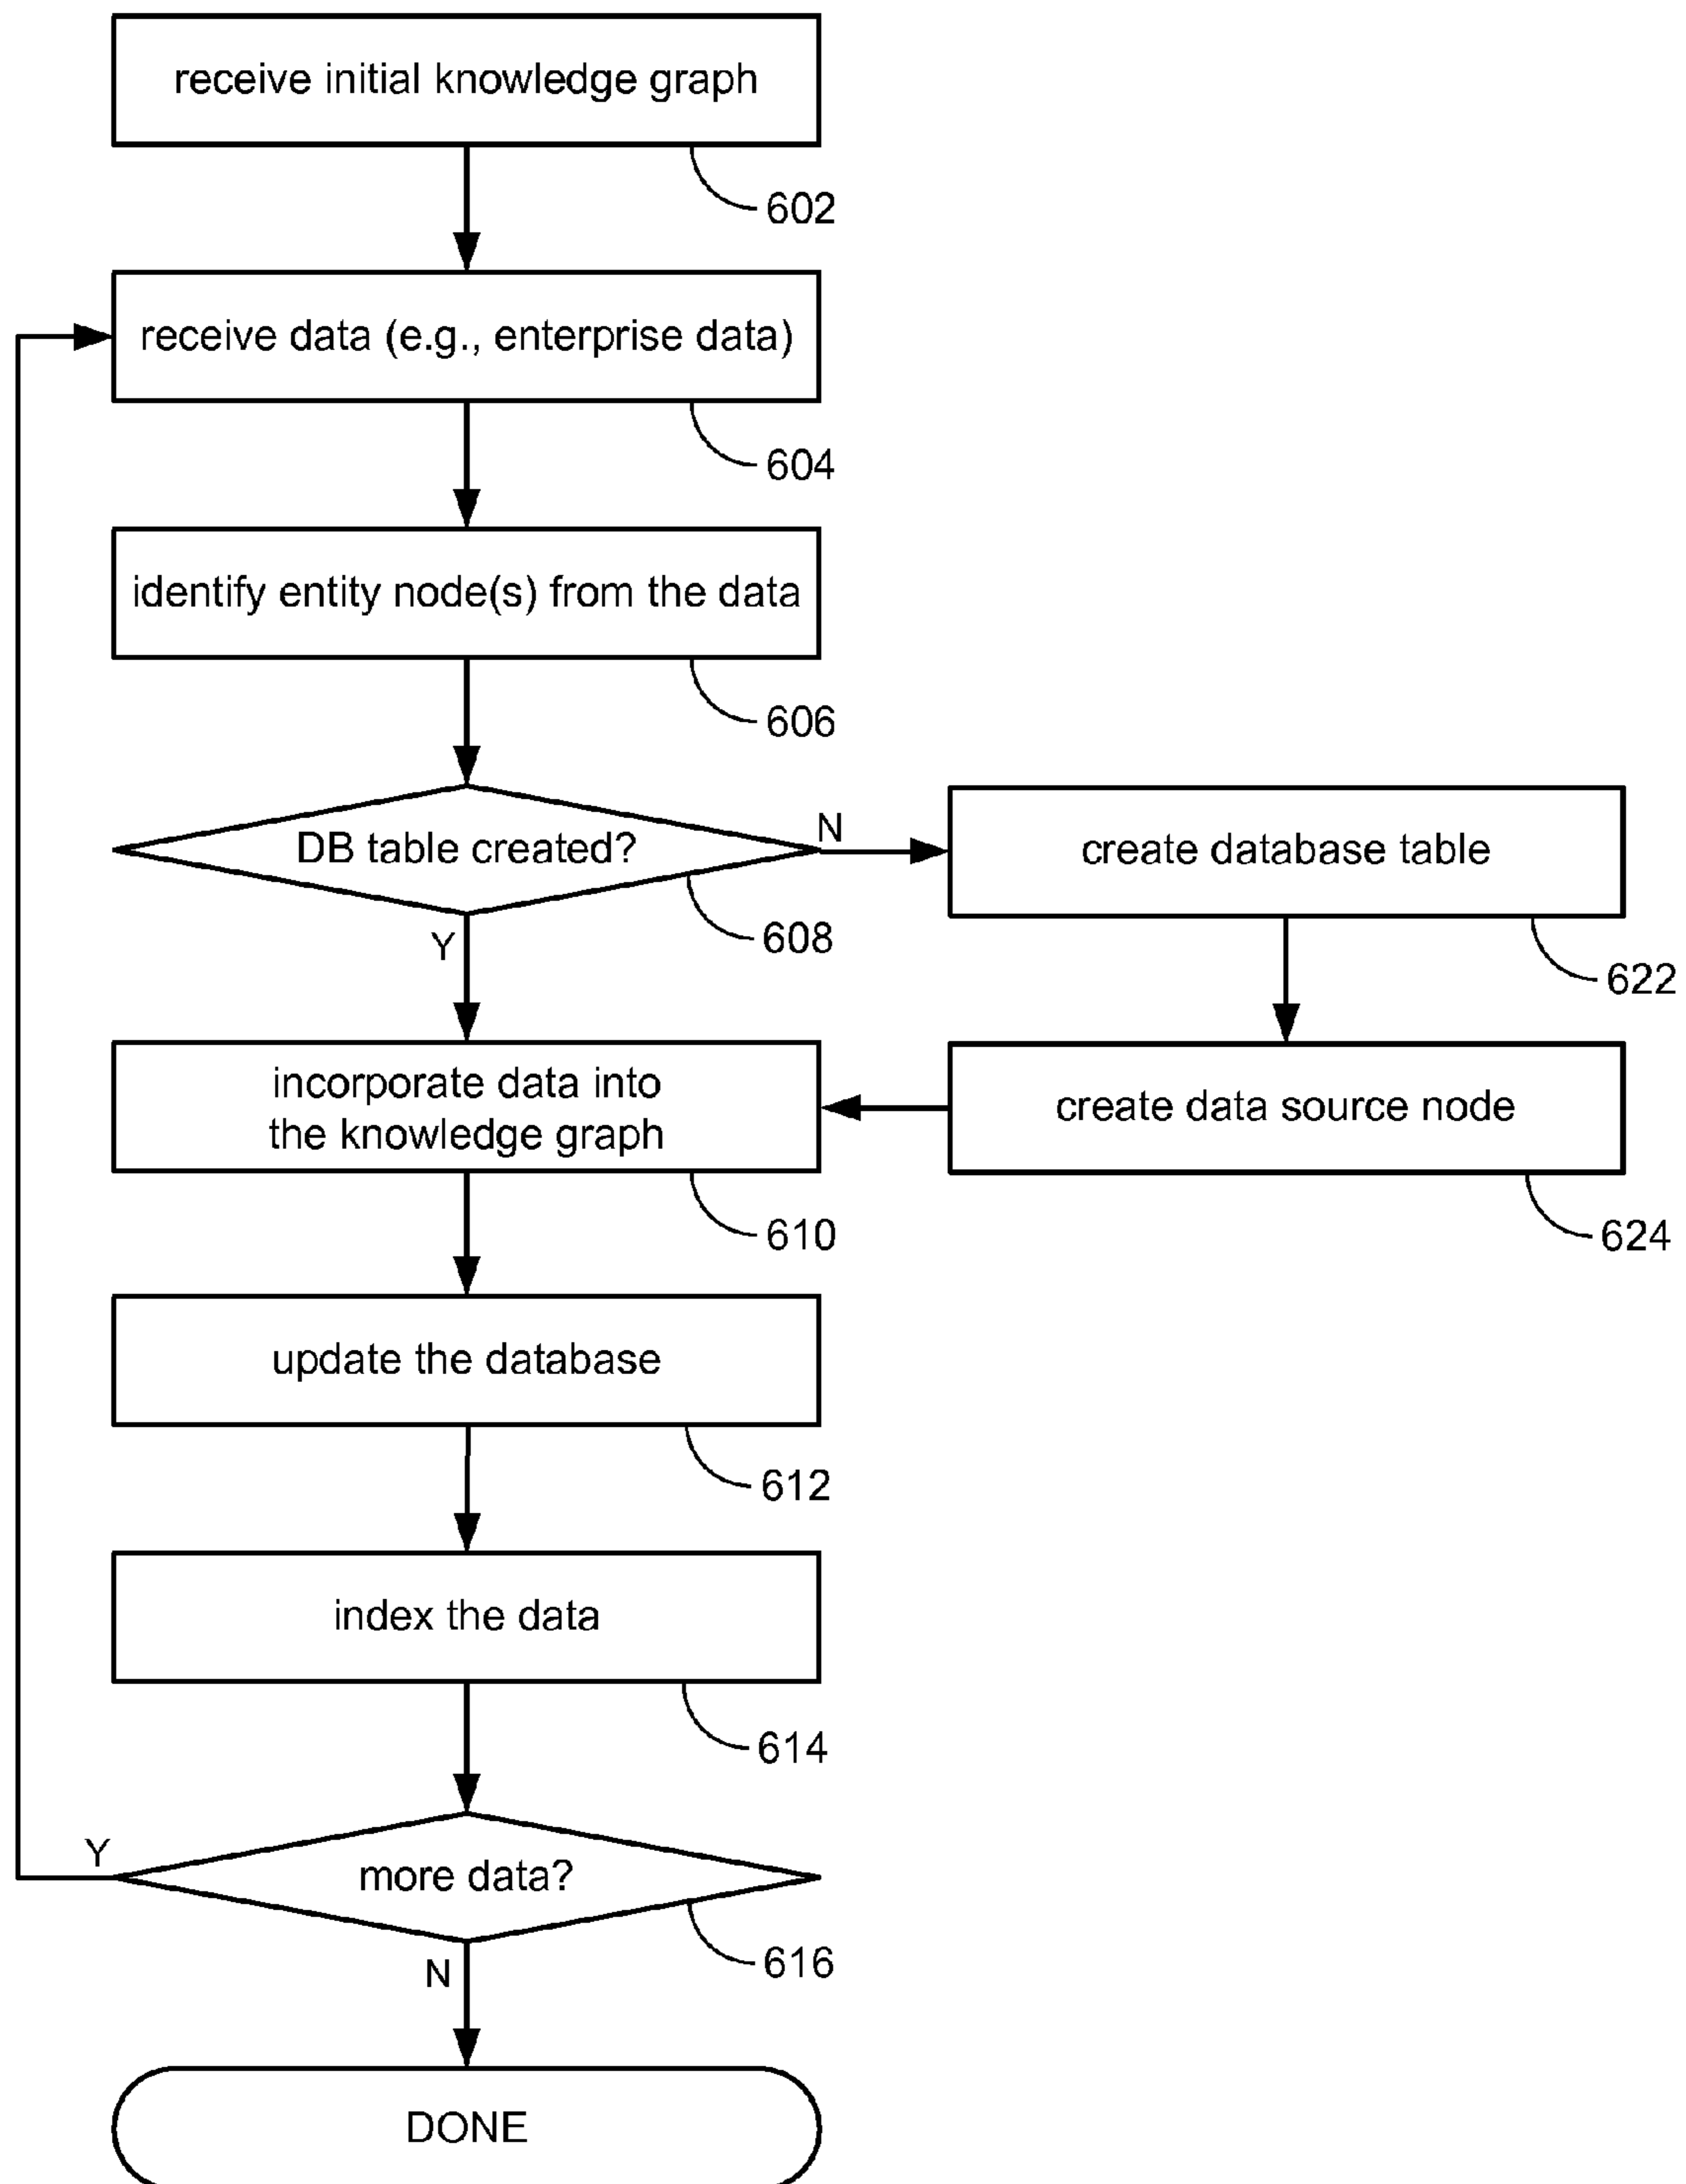 receive initial knowledge graph
602
receive data (e.g., enterprise data)
604
identify entity node(s) from the data
606
DB table created?
N
608
Y
create database table
622
incorporate data into
the knowledge graph
610
create data source node
624
update the database
612
index the data
614
more data?
Y
616
N
DONE